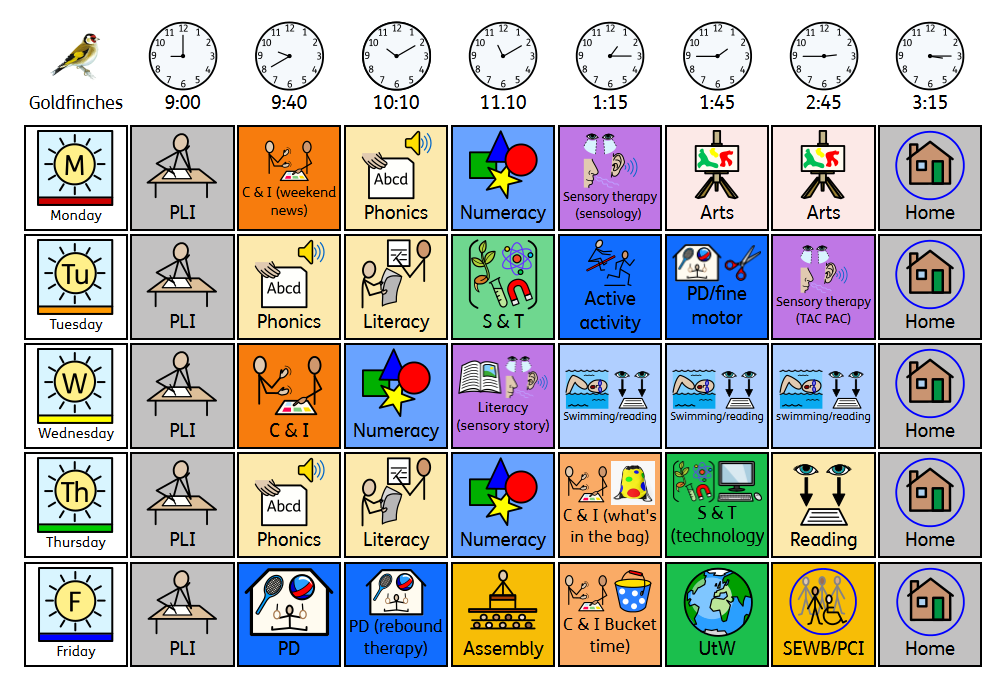 Goldfinches 9:00 9:40 10:10 11.10 1:15 1:45 2:45 3:15
M
Monday
PLI
C & I (weekend
news)
Abcd
Phonics
Numeracy
Sensory therapy
(sensology)
Arts
Arts
Home
Tu
Tuesday
PLI
Abcd
Phonics
Literacy
S & T
Active
activity
PD/fine
motor
Sensory therapy
(TAC PAC)
Home
W
Wednesday
PLI
C & I
Numeracy
Literacy
(sensory story)
Swimming/reading
Swimming/reading
swimming/reading
Home
Th
Thursday
PLI
Abcd
Phonics
Literacy
Numeracy
C & I (what's
in the bag)
S & T
(technology
Reading
Home
F
Friday
PLI
PD
PD (rebound
therapy)
Assembly
C & I Bucket
time)
UtW
SEWB/PCI
Home